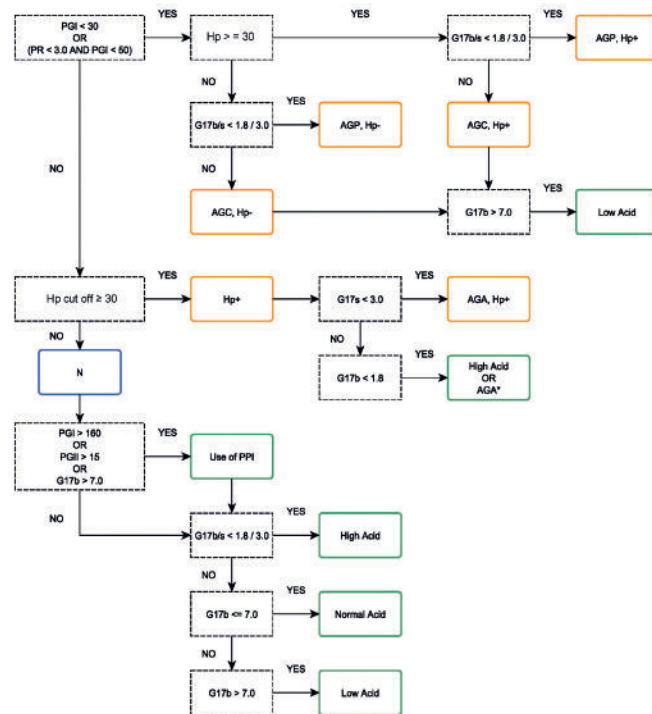 PGI < 30
OR
(PR < 3.0 AND PGI < 50)
YES
Hp > = 30
YES
G17b/s < 1.8 / 3.0
YES
AGP, Hp+
NO
NO
G17b/s < 1.8 / 3.0
YES
AGP, Hp-
AGC, Hp+
NO
NO
AGC, Hp-
G17b > 7.0
YES
Low Acid
Hp cut off ≥ 30
YES
Hp+
G17s < 3.0
YES
AGA, Hp+
NO
NO
N
G17b < 1.8
YES
High Acid
OR
AGA*
PGI > 160
OR
PGII > 15
OR
G17b > 7.0
YES
Use of PPI
NO
G17b/s < 1.8 / 3.0
YES
High Acid
NO
G17b <= 7.0
YES
Normal Acid
NO
G17b > 7.0
YES
Low Acid